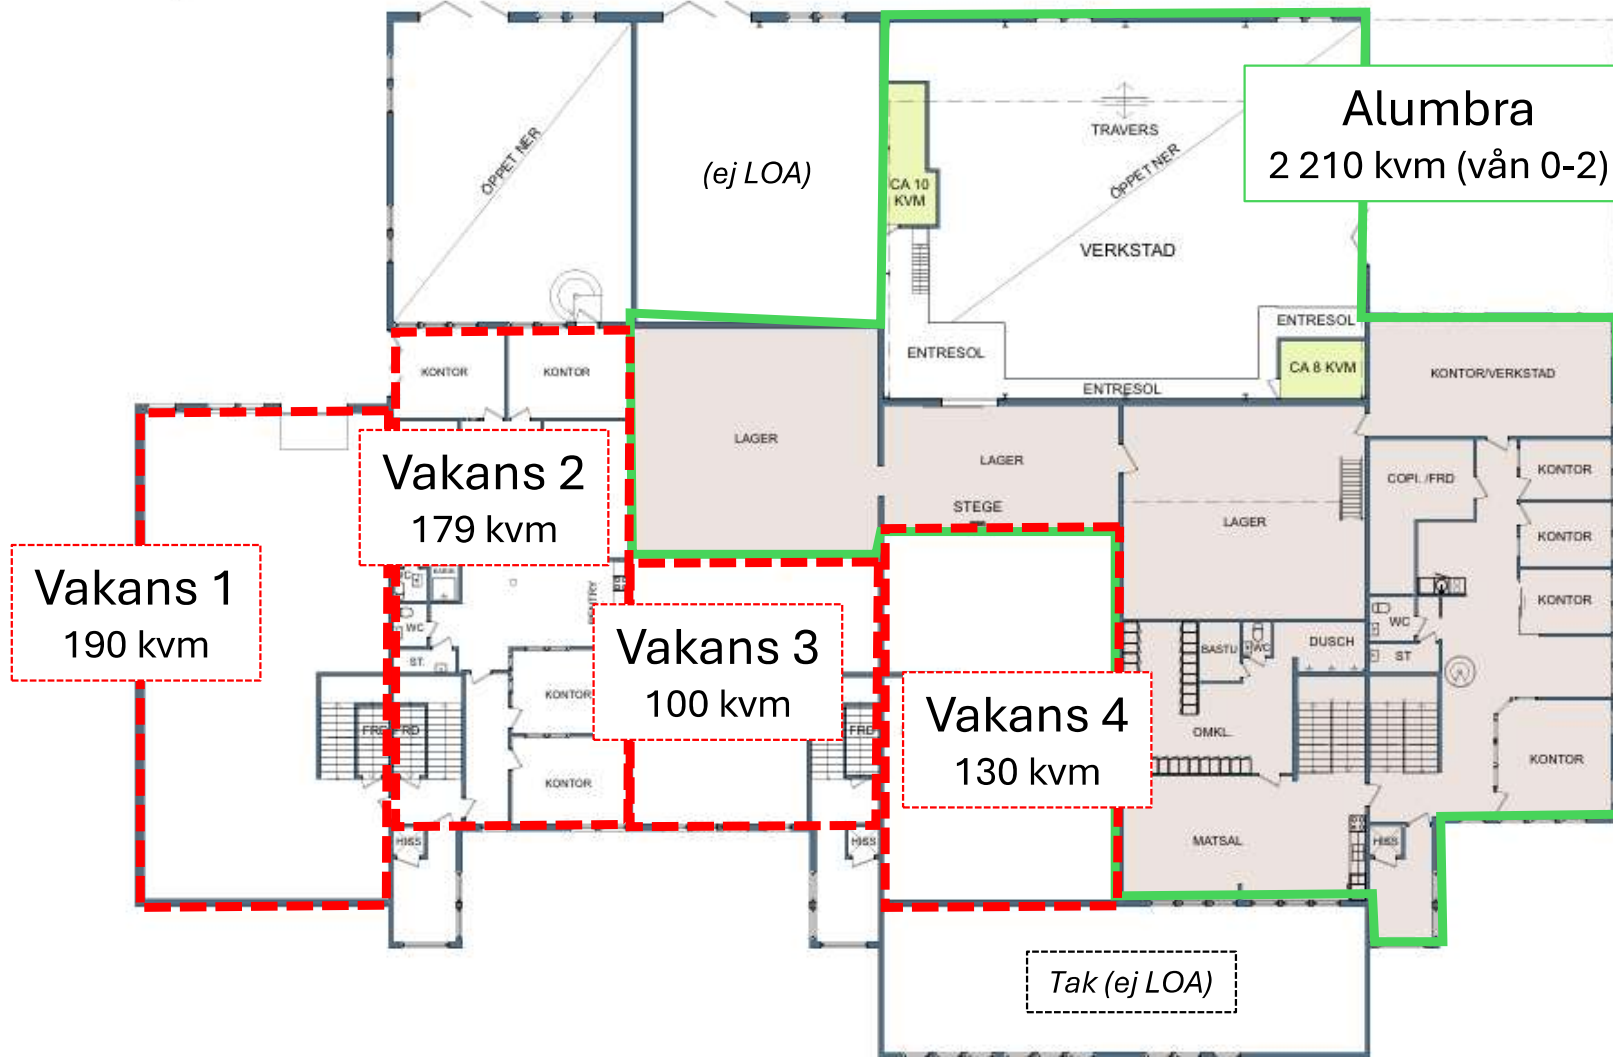 ÖPPET NER
(ej LOA)
TRAVERS
ÖPPET NER
VERKSTAD
CA 10
KVM
Alumbra
2 210 kvm (vån 0-2)
ENTRESOL
ENTRESOL
ENTRESOL
CA 8 KVM
KONTOR/VERKSTAD
KONTOR
KONTOR
LAGER
LAGER
STEGE
LAGER
COPI. /FRD
KONTOR
KONTOR
KONTOR
Vakans 2
179 kvm
Vakans 1
190 kvm
WC
ST.
KONTOR
KONTOR
FRD
HISS
Vakans 3
100 kvm
FRD
HISS
Vakans 4
130 kvm
BASTU
WC
DUSCH
OMKL.
MATSAL
WC
ST
KONTOR
HISS
Tak (ej LOA)